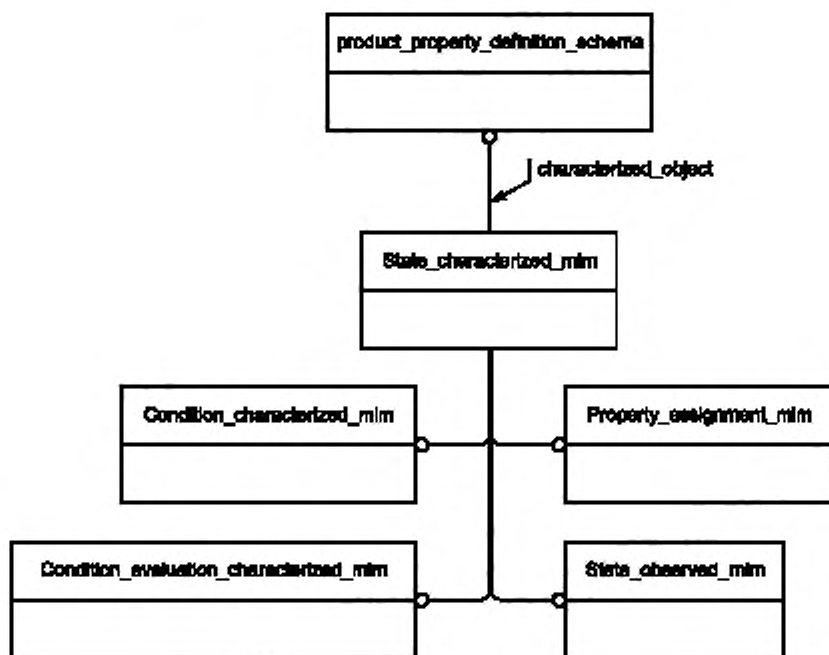 product_property_definition_schema
characterized_object
State_characterized_mim
Condition_characterized_mim
Property_assignment_mim
Condition_evaluation_characterized_mim
State_observed_mim